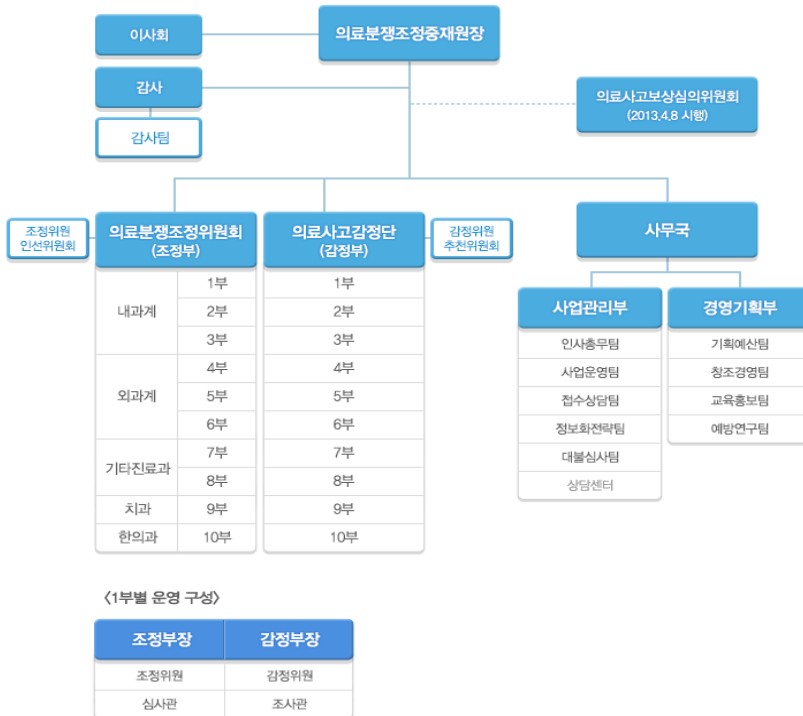 이사회
의료분쟁조정중재원장
감사
감사팀
의료사고보상심의위원회
(2013.4.8 시행)
조정위원
인선위원회
의료분쟁조정위원회
(조정부)
의료사고감정단
(감정부)
감정위원
추천위원회
사무국
내과계
1부
2부
3부
외과계
4부
5부
6부
기타진료과
7부
8부
치과
9부
한의과
10부
1부
2부
3부
4부
5부
6부
7부
8부
9부
10부
사업관리부
인사총무팀
사업운영팀
접수상담팀
정보화전략팀
대불심사팀
상담센터
경영기획부
기획예산팀
창조경영팀
교육홍보팀
예방연구팀
〈1부별 운영 구성〉
조정부장 감정부장
조정위원 감정위원
심사관 조사관